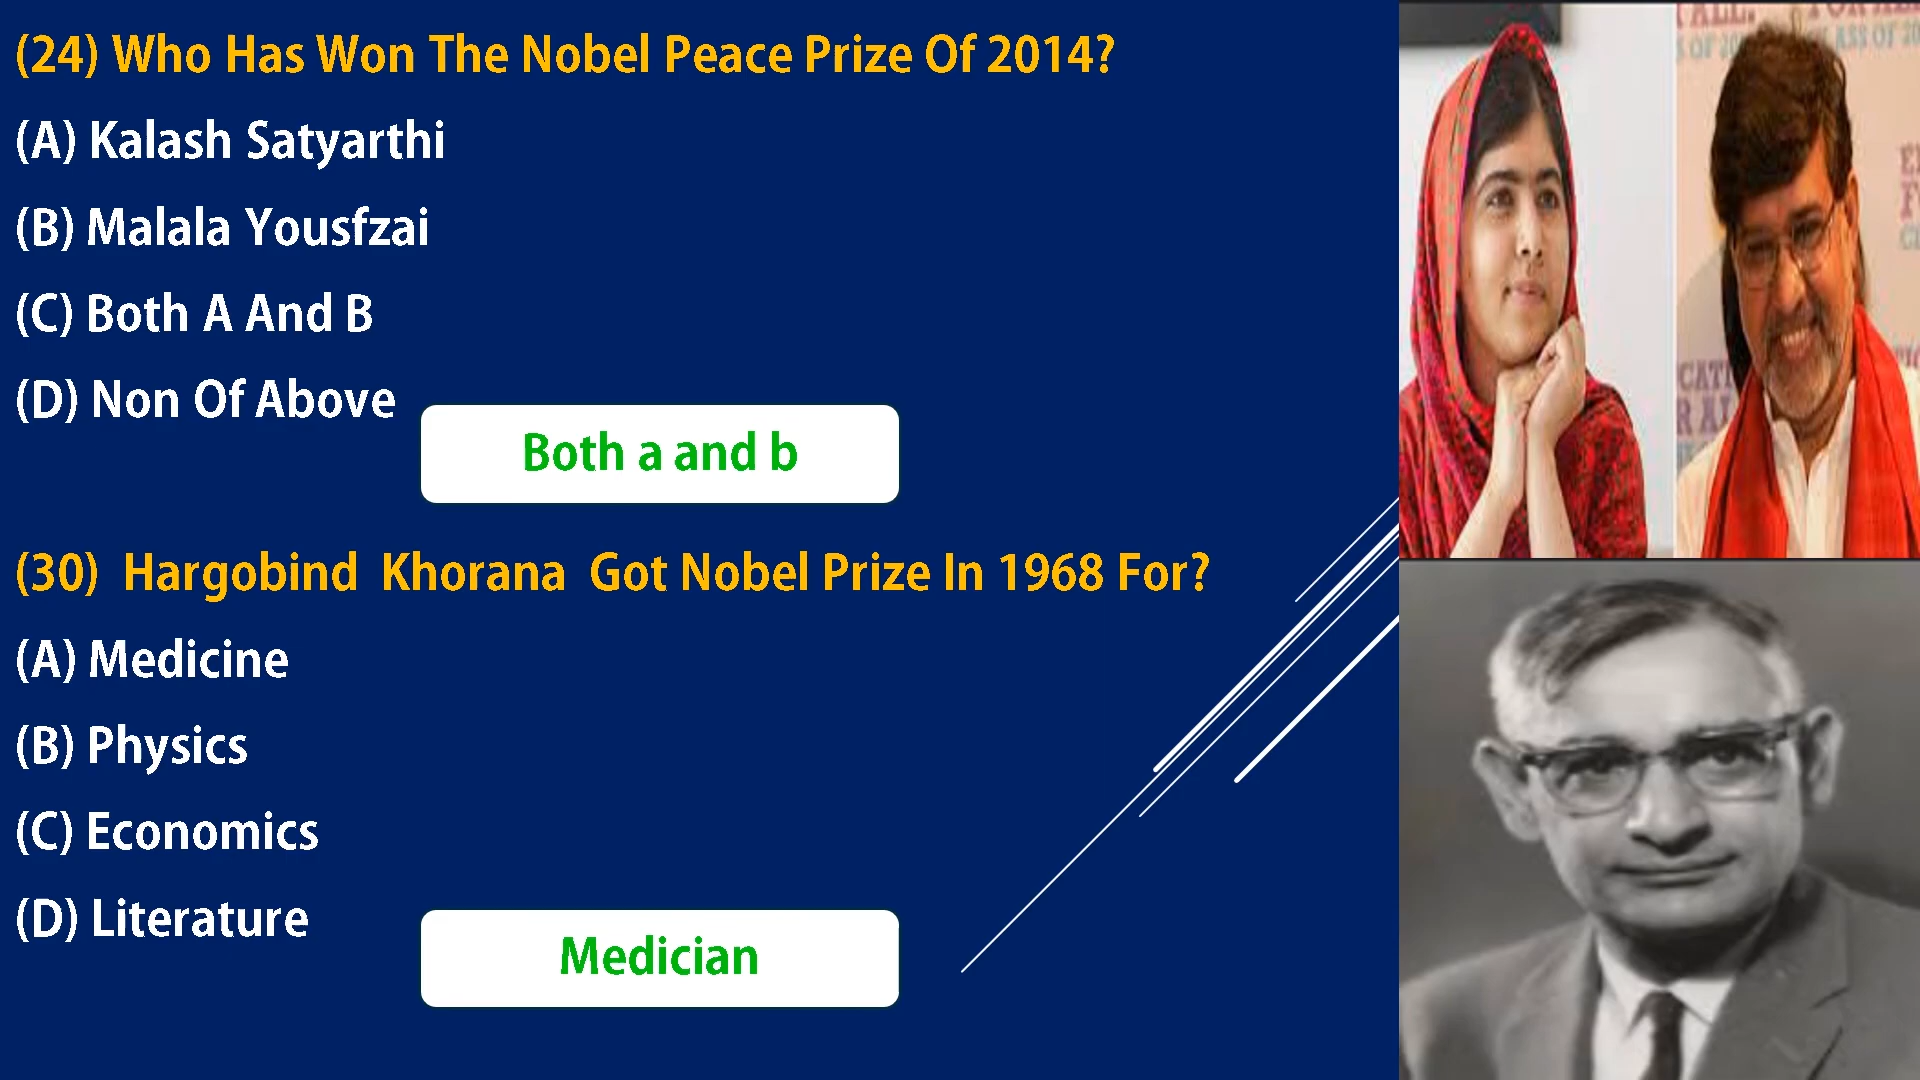 (24) Who Has Won The Nobel Peace Prize Of 2014?
(A) Kalash Satyarthi
(B) Malala Yousfzai
(C) Both A And B
(D) Non Of Above
Both a and b
(30) Hargobind Khorana Got Nobel Prize In 1968 For?
(A) Medicine
(B) Physics
(C) Economics
(D) Literature
Medician